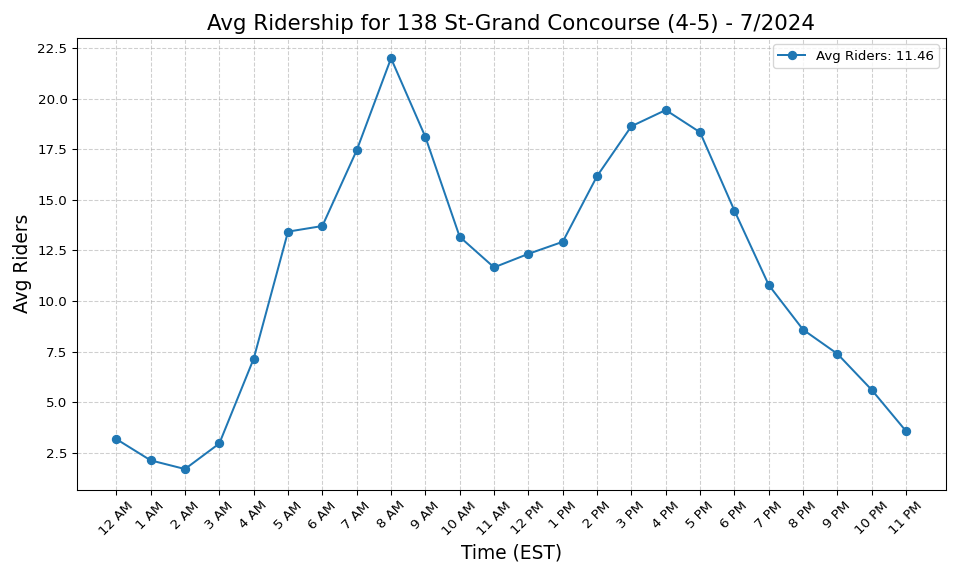 Avg Ridership for 138 St-Grand Concourse (4-5) - 7/2024
Avg Riders: 11.46
Avg Riders
22.5
20.0
17.5
15.0
12.5
10.0
7.5
5.0
2.5
12 AM
1 AM
2 AM
3 AM
4 AM
5 AM
6 AM
7 AM
8 AM
9 AM
10 AM
11 AM
12 PM
1 PM
2 PM
3 PM
4 PM
5 PM
6 PM
7 PM
8 PM
9 PM
10 PM
11 PM
Time (EST)